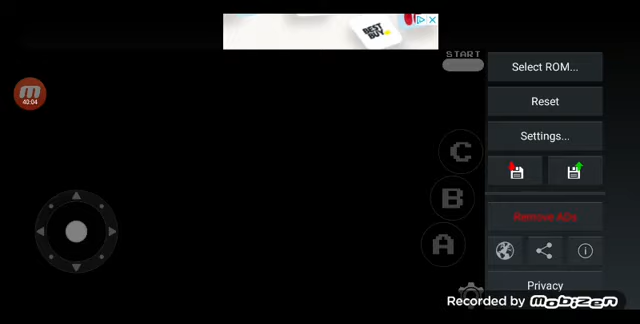 BEST
BUY
START
Select ROM...
40:04
Reset
Settings...
C
B
A
Remove ADs
Privacy
Recorded by Mobizen